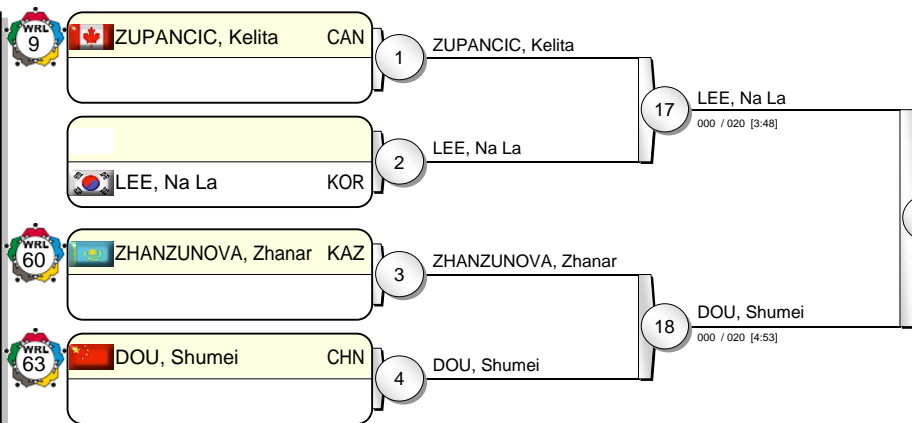 WRL
9
ZUPANCIC, Kelita CAN
1
ZUPANCIC, Kelita
17
LEE, Na La
000 / 020 [3:48]
2
LEE, Na La
LEE, Na La KOR
WRL
60
ZHANZUNOVA, Zhanar KAZ
3
ZHANZUNOVA, Zhanar
18
DOU, Shumei
000 / 020 [4:53]
WRL
63
DOU, Shumei CHN
4
DOU, Shumei